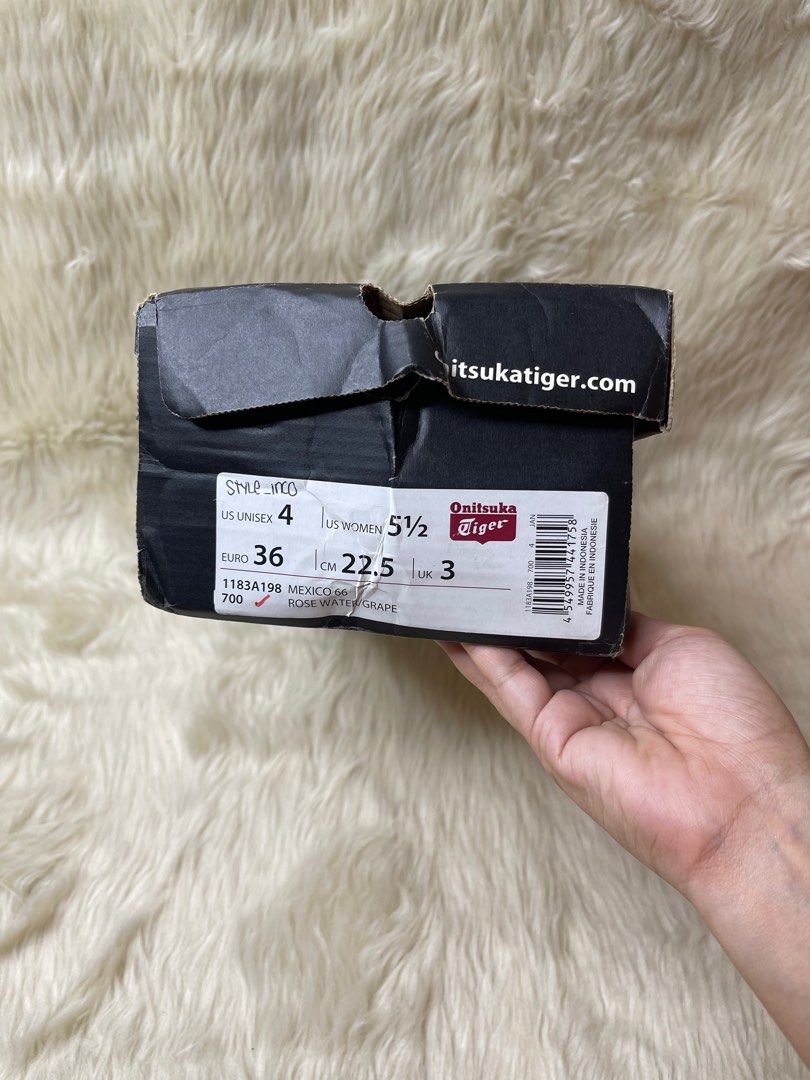 itsukatiger.com
STYLE_INCO
US UNISEX 4
US WOMEN 5½
Onitsuka
Tiger
EURO 36
CM 22.5
UK 3
1183A198 MEXICO 66
700 ROSE WATER/GRAPE
1183A198 700 4 JAN
4 549957 441758
MADE IN INDONESIA
FABRIQUE EN INDONESIE